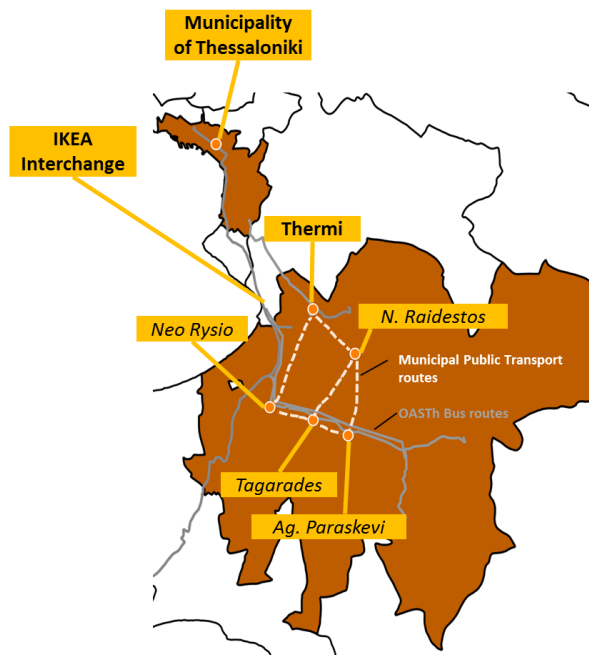 Municipality
of Thessaloniki
IKEA
Interchange
Thermi
N. Raidestos
Neo Rysio
Municipal Public Transport
routes
OASTh Bus routes
Tagarades
Ag. Paraskevi